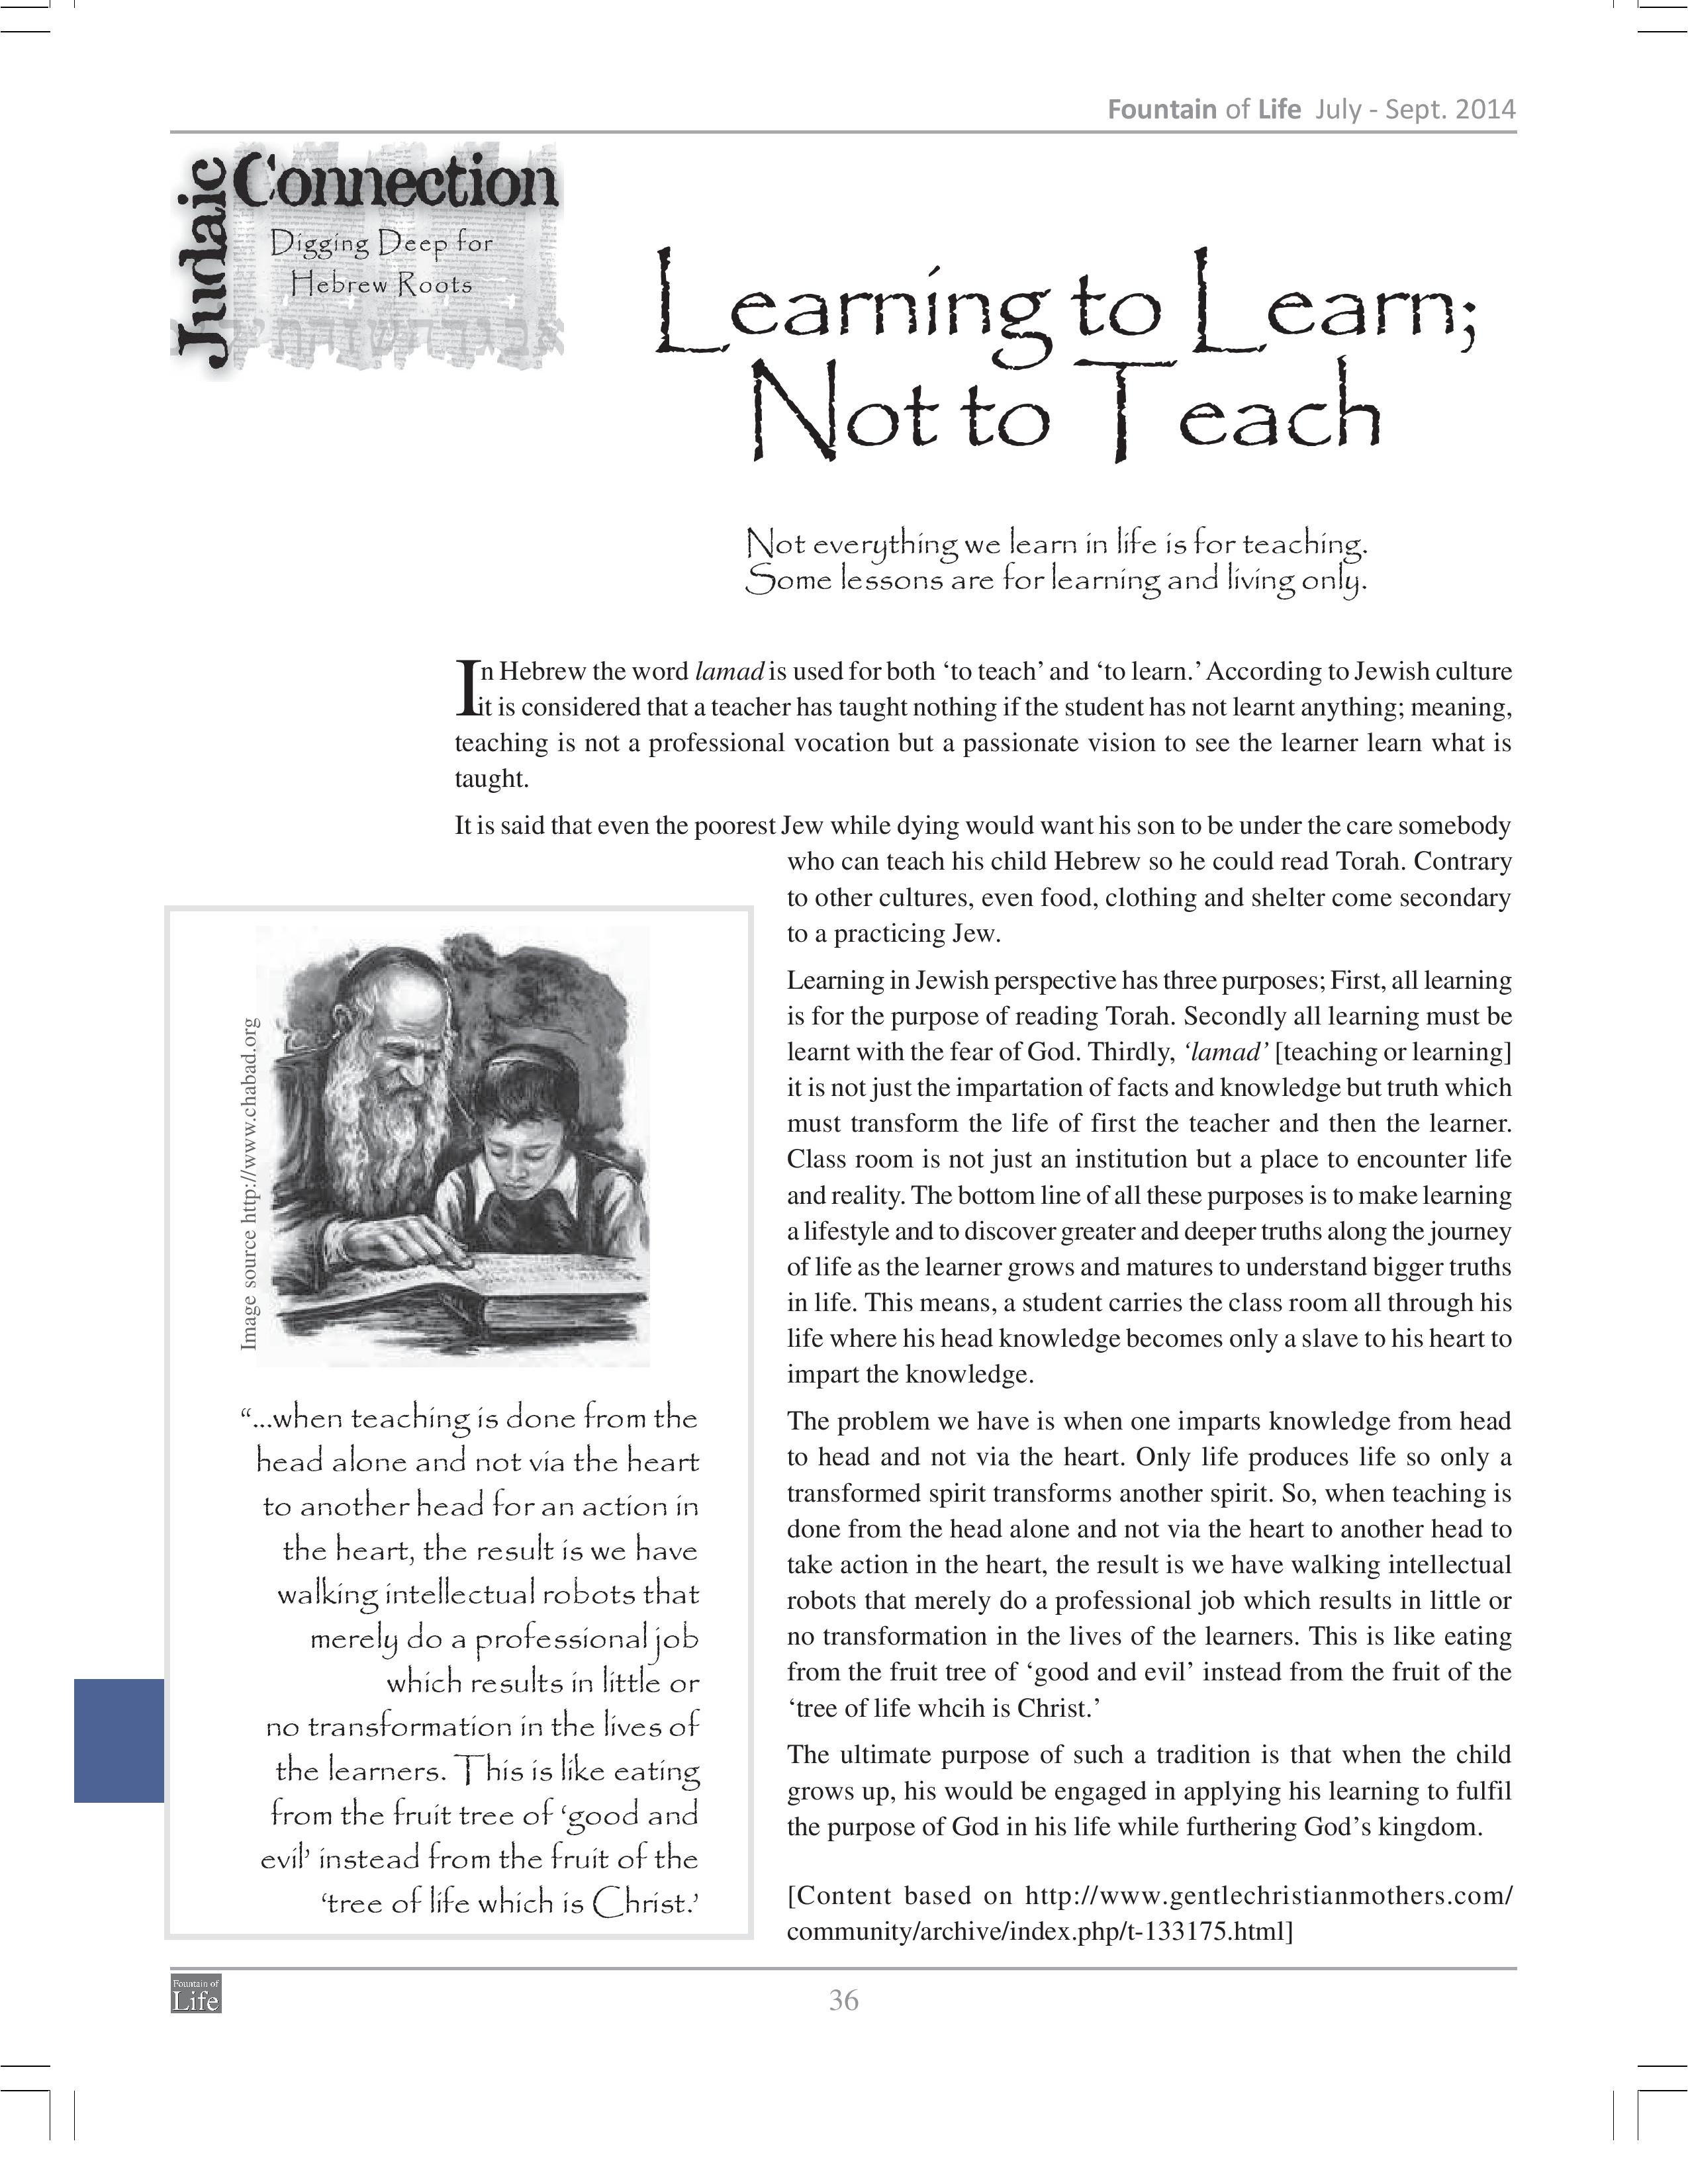 Fountain of Life July - Sept. 2014
Judaic
Connection
Digging Deep for
Hebrew Roots
Learning to Learn;
Not to Teach
Not everything we learn in life is for teaching.
Some lessons are for learning and living only.
In Hebrew the word lamad is used for both ‘to teach’ and ‘to learn.’ According to Jewish culture
it is considered that a teacher has taught nothing if the student has not learnt anything; meaning,
teaching is not a professional vocation but a passionate vision to see the learner learn what is
taught.
It is said that even the poorest Jew while dying would want his son to be under the care somebody
who can teach his child Hebrew so he could read Torah. Contrary
to other cultures, even food, clothing and shelter come secondary
to a practicing Jew.
Learning in Jewish perspective has three purposes; First, all learning
is for the purpose of reading Torah. Secondly all learning must be
learnt with the fear of God. Thirdly, ‘lamad’ [teaching or learning]
it is not just the impartation of facts and knowledge but truth which
must transform the life of first the teacher and then the learner.
Class room is not just an institution but a place to encounter life
and reality. The bottom line of all these purposes is to make learning
a lifestyle and to discover greater and deeper truths along the journey
of life as the learner grows and matures to understand bigger truths
in life. This means, a student carries the class room all through his
life where his head knowledge becomes only a slave to his heart to
impart the knowledge.
The problem we have is when one imparts knowledge from head
to head and not via the heart. Only life produces life so only a
transformed spirit transforms another spirit. So, when teaching is
done from the head alone and not via the heart to another head to
take action in the heart, the result is we have walking intellectual
robots that merely do a professional job which results in little or
no transformation in the lives of the learners. This is like eating
from the fruit tree of ‘good and evil’ instead from the fruit of the
‘tree of life whcih is Christ.’
The ultimate purpose of such a tradition is that when the child
grows up, his would be engaged in applying his learning to fulfil
the purpose of God in his life while furthering God’s kingdom.
[Content based on http://www.gentlechristianmothers.com/
community/archive/index.php/t-133175.html]
Image source http://www.chabad.org
“...when teaching is done from the
head alone and not via the heart
to another head for an action in
the heart, the result is we have
walking intellectual robots that
merely do a professional job
which results in little or
no transformation in the lives of
the learners. This is like eating
from the fruit tree of ‘good and
evil’ instead from the fruit of the
‘tree of life which is Christ.’
Fountain of
Life
36